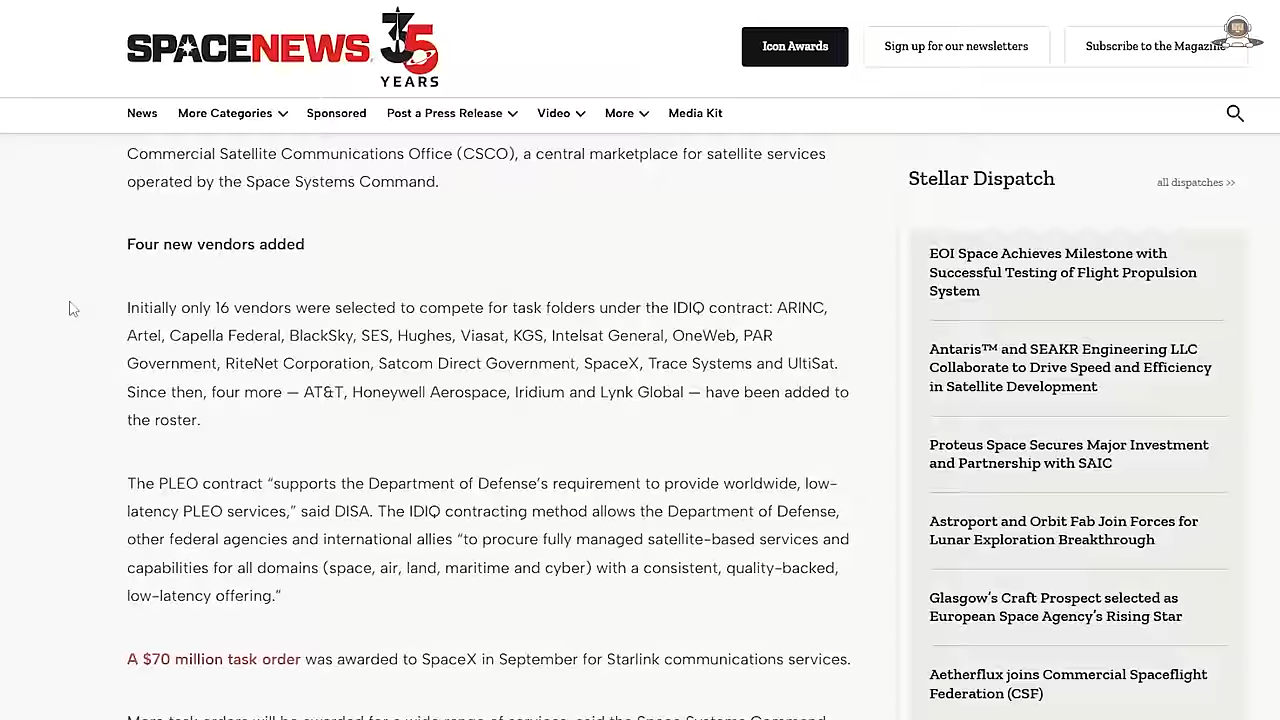 SPACENEWS 35
YEARS
Icon Awards
Sign up for our newsletters
Subscribe to the Magazine
News
More Categories
Sponsored
Post a Press Release
Video
More
Media Kit
Commercial Satellite Communications Office (CSCO), a central marketplace for satellite services
operated by the Space Systems Command.
Four new vendors added
Initially only 16 vendors were selected to compete for task folders under the IDIQ contract: ARINC,
Artel, Capella Federal, BlackSky, SES, Hughes, Viasat, KGS, Intelsat General, OneWeb, PAR
Government, RiteNet Corporation, Satcom Direct Government, SpaceX, Trace Systems and UltiSat.
Since then, four more — AT&T, Honeywell Aerospace, Iridium and Lynk Global — have been added to
the roster.
The PLEO contract “supports the Department of Defense’s requirement to provide worldwide, low-
latency PLEO services,” said DISA. The IDIQ contracting method allows the Department of Defense,
other federal agencies and international allies “to procure fully managed satellite-based services and
capabilities for all domains (space, air, land, maritime and cyber) with a consistent, quality-backed,
low-latency offering.”
A $70 million task order was awarded to SpaceX in September for Starlink communications services.
More task orders will be awarded for a wide range of services, said the Space Systems Command
Stellar Dispatch
all dispatches >>
EOI Space Achieves Milestone with
Successful Testing of Flight Propulsion
System
Antaris™ and SEAKR Engineering LLC
Collaborate to Drive Speed and Efficiency
in Satellite Development
Proteus Space Secures Major Investment
and Partnership with SAIC
Astroport and Orbit Fab Join Forces for
Lunar Exploration Breakthrough
Glasgow’s Craft Prospect selected as
European Space Agency’s Rising Star
Aetherflux joins Commercial Spaceflight
Federation (CSF)